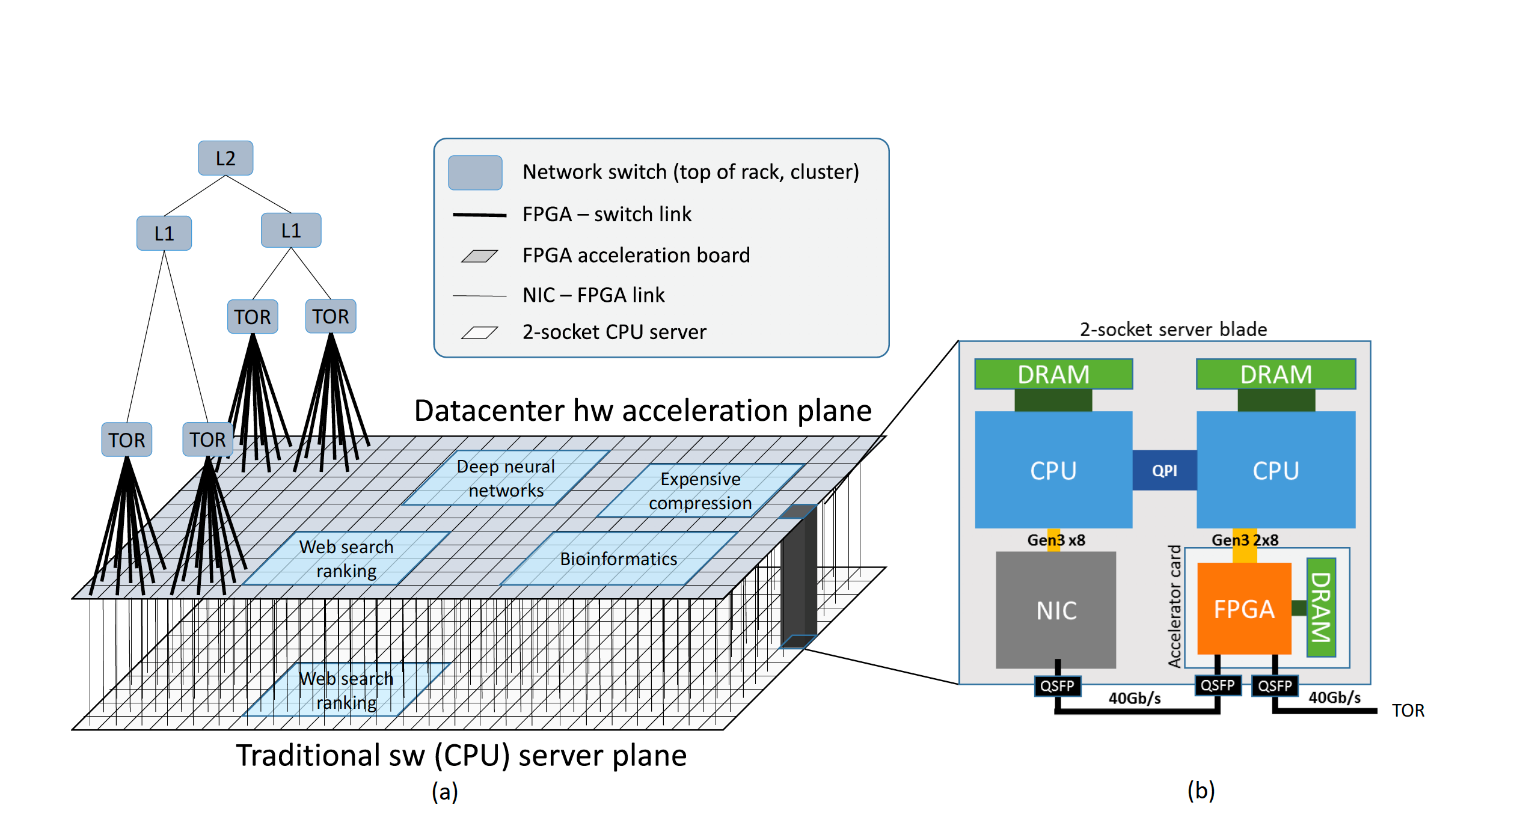 L2
L1
L1
TOR
TOR
TOR
TOR
Network switch (top of rack, cluster)
FPGA – switch link
FPGA acceleration board
NIC – FPGA link
2-socket CPU server
Datacenter hw acceleration plane
Deep neural
networks
Expensive
compression
Web search
ranking
Bioinformatics
Web search
ranking
Traditional sw (CPU) server plane
(a)
2-socket server blade
DRAM
DRAM
CPU
QPI
CPU
Gen3 x8
Gen3 2x8
Accelerator card
NIC
FPGA
DRAM
QSFP
QSFP
QSFP
40Gb/s
40Gb/s
TOR
(b)